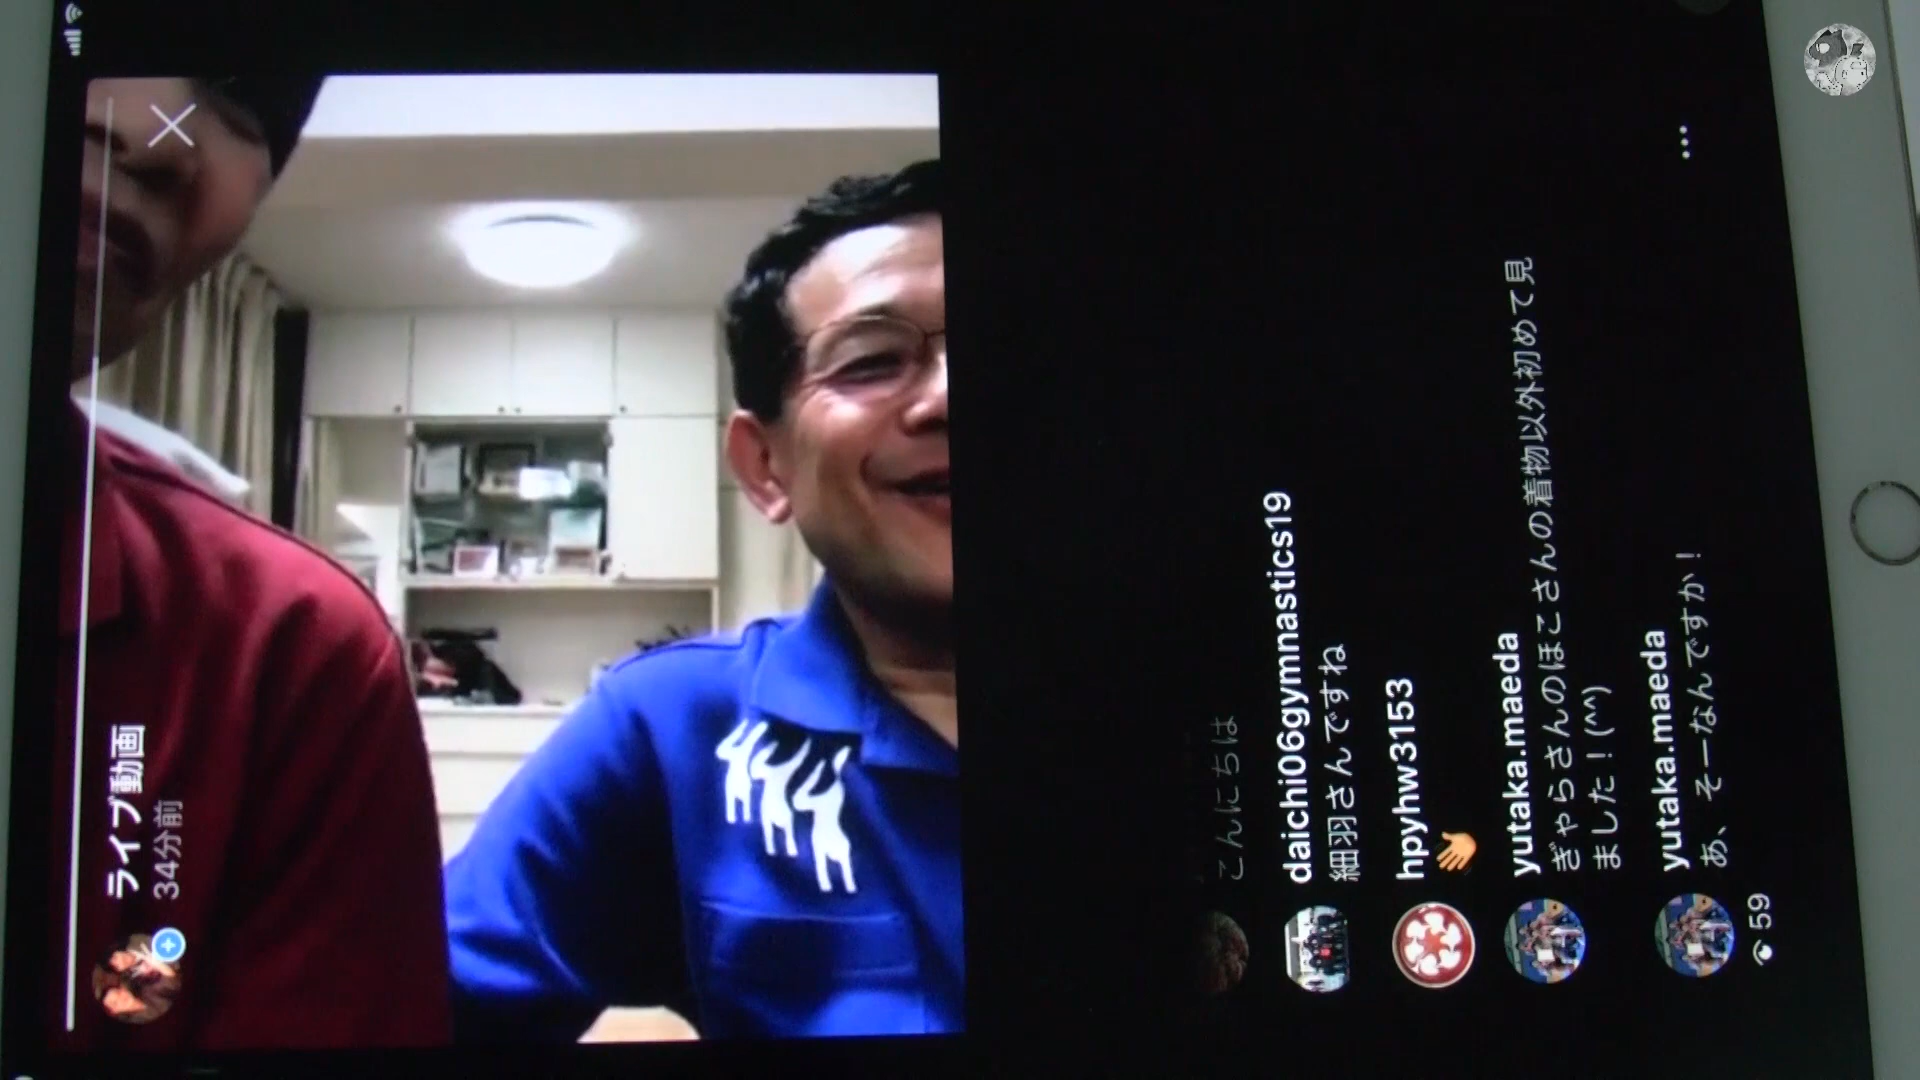 ライブ動画
34分前
こんにちは
daichi06gymnastics19
細羽さんですね
hpyhw3153
👋
yutaka.maeda
ぎゃらさんのほこさんの着物以外初めて見
ました！(^^)
yutaka.maeda
あ、そーなんですか！
59